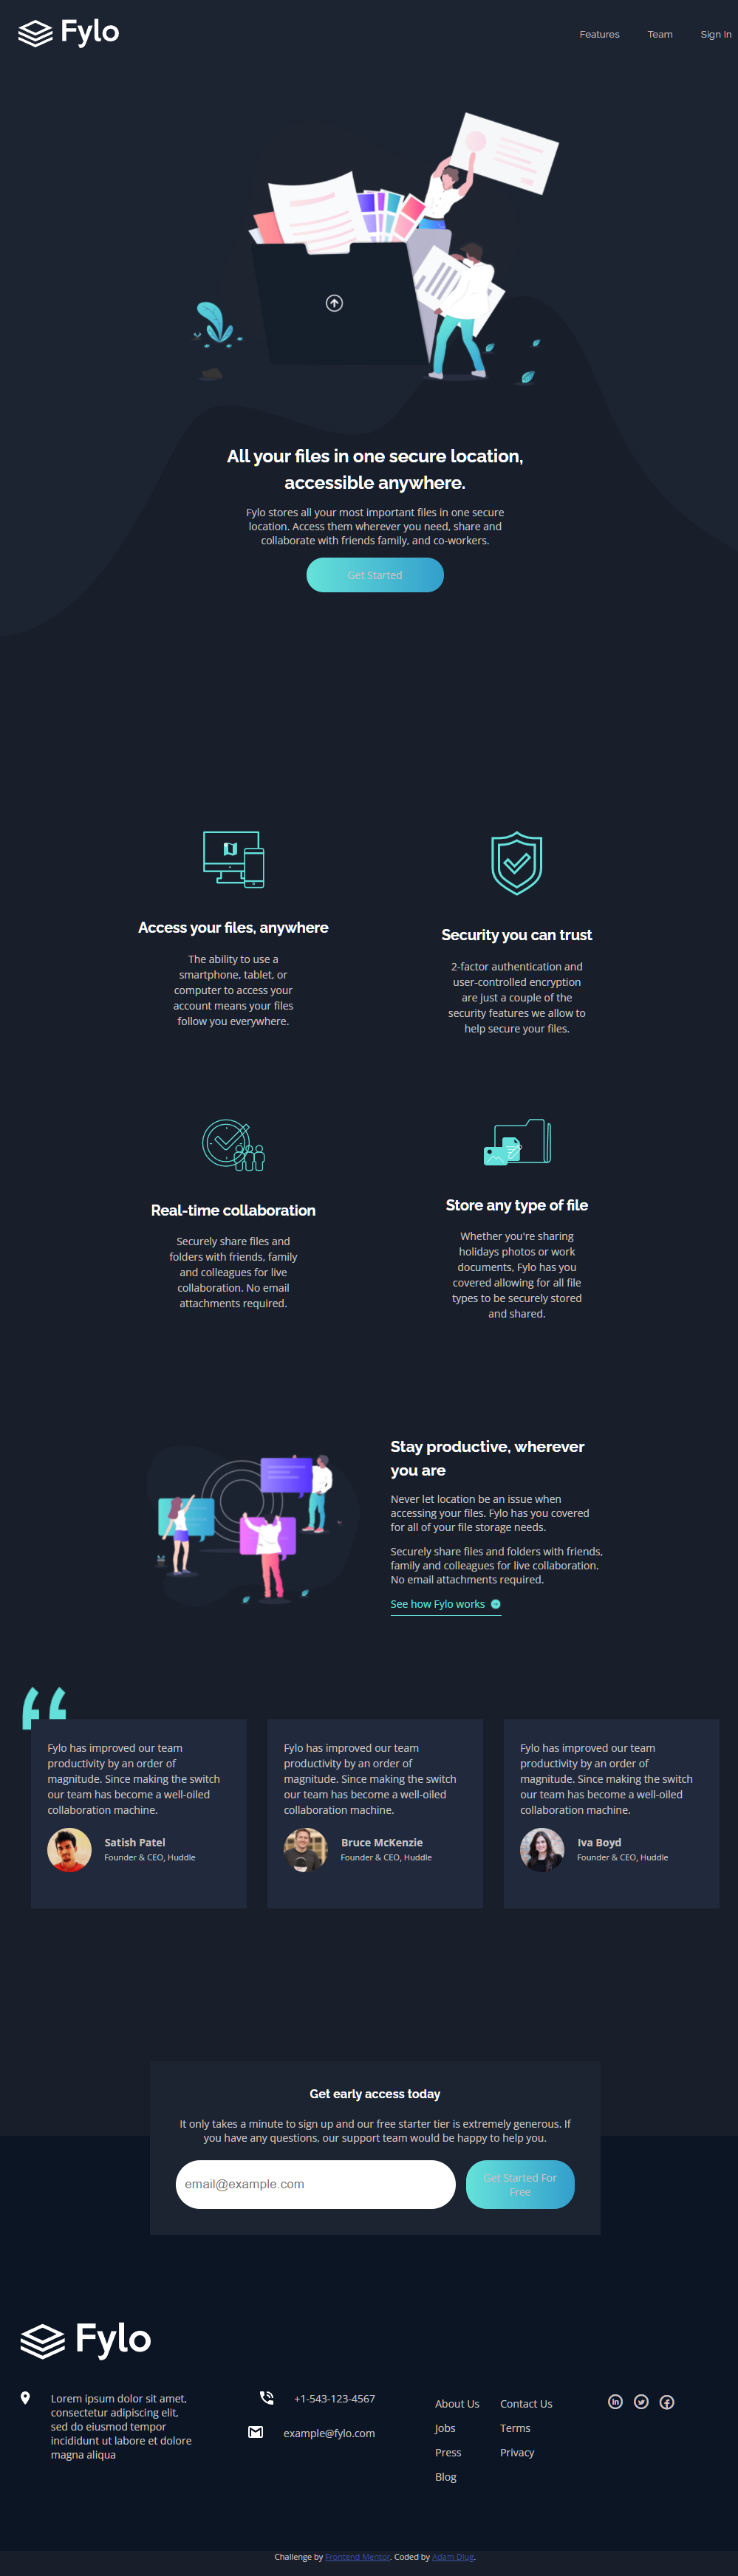 Fylo
Features Team Sign In
All your files in one secure location,
accessible anywhere.
Fylo stores all your most important files in one secure
location. Access them wherever you need, share and
collaborate with friends family, and co-workers.
Get Started
Access your files, anywhere
The ability to use a
smartphone, tablet, or
computer to access your
account means your files
follow you everywhere.
Security you can trust
2-factor authentication and
user-controlled encryption
are just a couple of the
security features we allow to
help secure your files.
Real-time collaboration
Securely share files and
folders with friends, family
and colleagues for live
collaboration. No email
attachments required.
Store any type of file
Whether you're sharing
holidays photos or work
documents, Fylo has you
covered allowing for all file
types to be securely stored
and shared.
Stay productive, wherever
you are
Never let location be an issue when
accessing your files. Fylo has you covered
for all of your file storage needs.
Securely share files and folders with friends,
family and colleagues for live collaboration.
No email attachments required.
See how Fylo works
“
Fylo has improved our team
productivity by an order of
magnitude. Since making the switch
our team has become a well-oiled
collaboration machine.
Satish Patel
Founder & CEO, Huddle
Fylo has improved our team
productivity by an order of
magnitude. Since making the switch
our team has become a well-oiled
collaboration machine.
Bruce McKenzie
Founder & CEO, Huddle
Fylo has improved our team
productivity by an order of
magnitude. Since making the switch
our team has become a well-oiled
collaboration machine.
Iva Boyd
Founder & CEO, Huddle
Get early access today
It only takes a minute to sign up and our free starter tier is extremely generous. If
you have any questions, our support team would be happy to help you.
email@example.com
Get Started For
Free
Fylo
Lorem ipsum dolor sit amet,
consectetur adipiscing elit,
sed do eiusmod tempor
incididunt ut labore et dolore
magna aliqua
+1-543-123-4567
example@fylo.com
About Us
Jobs
Press
Blog
Contact Us
Terms
Privacy
Challenge by Frontend Mentor. Coded by Adam Dlug.